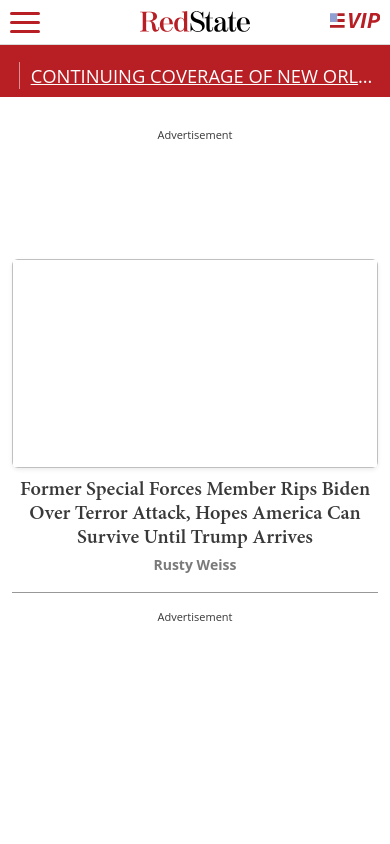 RedState
VIP
CONTINUING COVERAGE OF NEW ORL...
Advertisement
Former Special Forces Member Rips Biden
Over Terror Attack, Hopes America Can
Survive Until Trump Arrives
Rusty Weiss
Advertisement